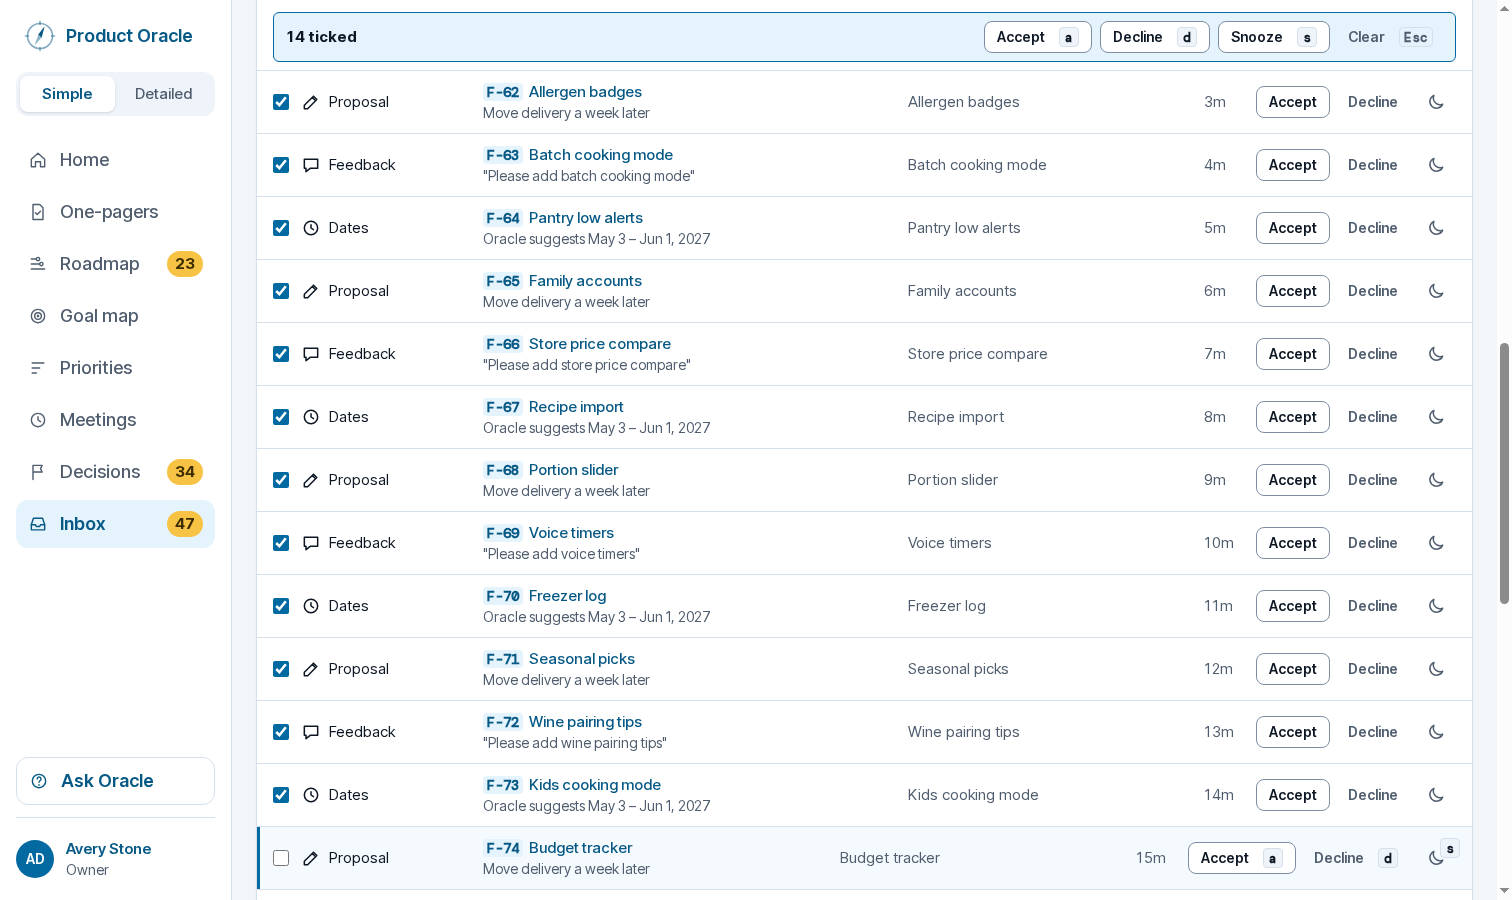 Product Oracle
Simple Detailed
Home
One-pagers
Roadmap 23
Goal map
Priorities
Meetings
Decisions 34
Inbox 47
Ask Oracle
AD Avery Stone
Owner
14 ticked Accept a Decline d Snooze s Clear Esc
Proposal F-62 Allergen badges Allergen badges 3m Accept Decline
Move delivery a week later
Feedback F-63 Batch cooking mode Batch cooking mode 4m Accept Decline
"Please add batch cooking mode"
Dates F-64 Pantry low alerts Pantry low alerts 5m Accept Decline
Oracle suggests May 3 – Jun 1, 2027
Proposal F-65 Family accounts Family accounts 6m Accept Decline
Move delivery a week later
Feedback F-66 Store price compare Store price compare 7m Accept Decline
"Please add store price compare"
Dates F-67 Recipe import Recipe import 8m Accept Decline
Oracle suggests May 3 – Jun 1, 2027
Proposal F-68 Portion slider Portion slider 9m Accept Decline
Move delivery a week later
Feedback F-69 Voice timers Voice timers 10m Accept Decline
"Please add voice timers"
Dates F-70 Freezer log Freezer log 11m Accept Decline
Oracle suggests May 3 – Jun 1, 2027
Proposal F-71 Seasonal picks Seasonal picks 12m Accept Decline
Move delivery a week later
Feedback F-72 Wine pairing tips Wine pairing tips 13m Accept Decline
"Please add wine pairing tips"
Dates F-73 Kids cooking mode Kids cooking mode 14m Accept Decline
Oracle suggests May 3 – Jun 1, 2027
Proposal F-74 Budget tracker Budget tracker 15m Accept a Decline d s
Move delivery a week later